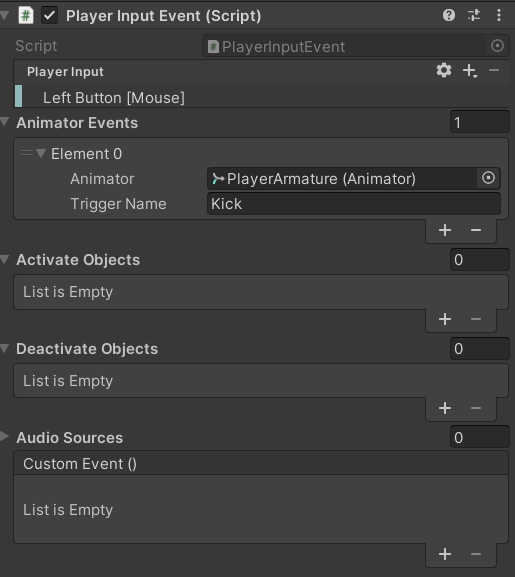 Player Input Event (Script)
Script PlayerInputEvent
Player Input
Left Button [Mouse]
Animator Events 1
Element 0
Animator PlayerArmature (Animator)
Trigger Name Kick
Activate Objects 0
List is Empty
Deactivate Objects 0
List is Empty
Audio Sources 0
Custom Event ()
List is Empty